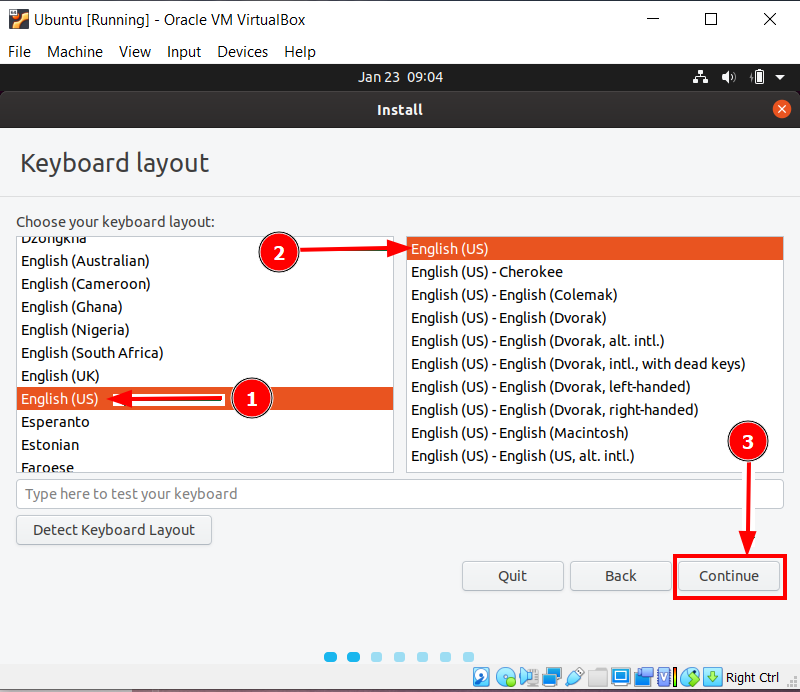 Ubuntu [Running] - Oracle VM VirtualBox
File Machine View Input Devices Help
Jan 23 09:04
Install
Keyboard layout
Choose your keyboard layout:
Dzongkha
English (Australian)
English (Cameroon)
English (Ghana)
English (Nigeria)
English (South Africa)
English (UK)
English (US)
Esperanto
Estonian
Faroese
1
2
English (US)
English (US) - Cherokee
English (US) - English (Colemak)
English (US) - English (Dvorak)
English (US) - English (Dvorak, alt. intl.)
English (US) - English (Dvorak, intl., with dead keys)
English (US) - English (Dvorak, left-handed)
English (US) - English (Dvorak, right-handed)
English (US) - English (Macintosh)
English (US) - English (US, alt. intl.)
3
Type here to test your keyboard
Detect Keyboard Layout
Quit Back Continue
Right Ctrl